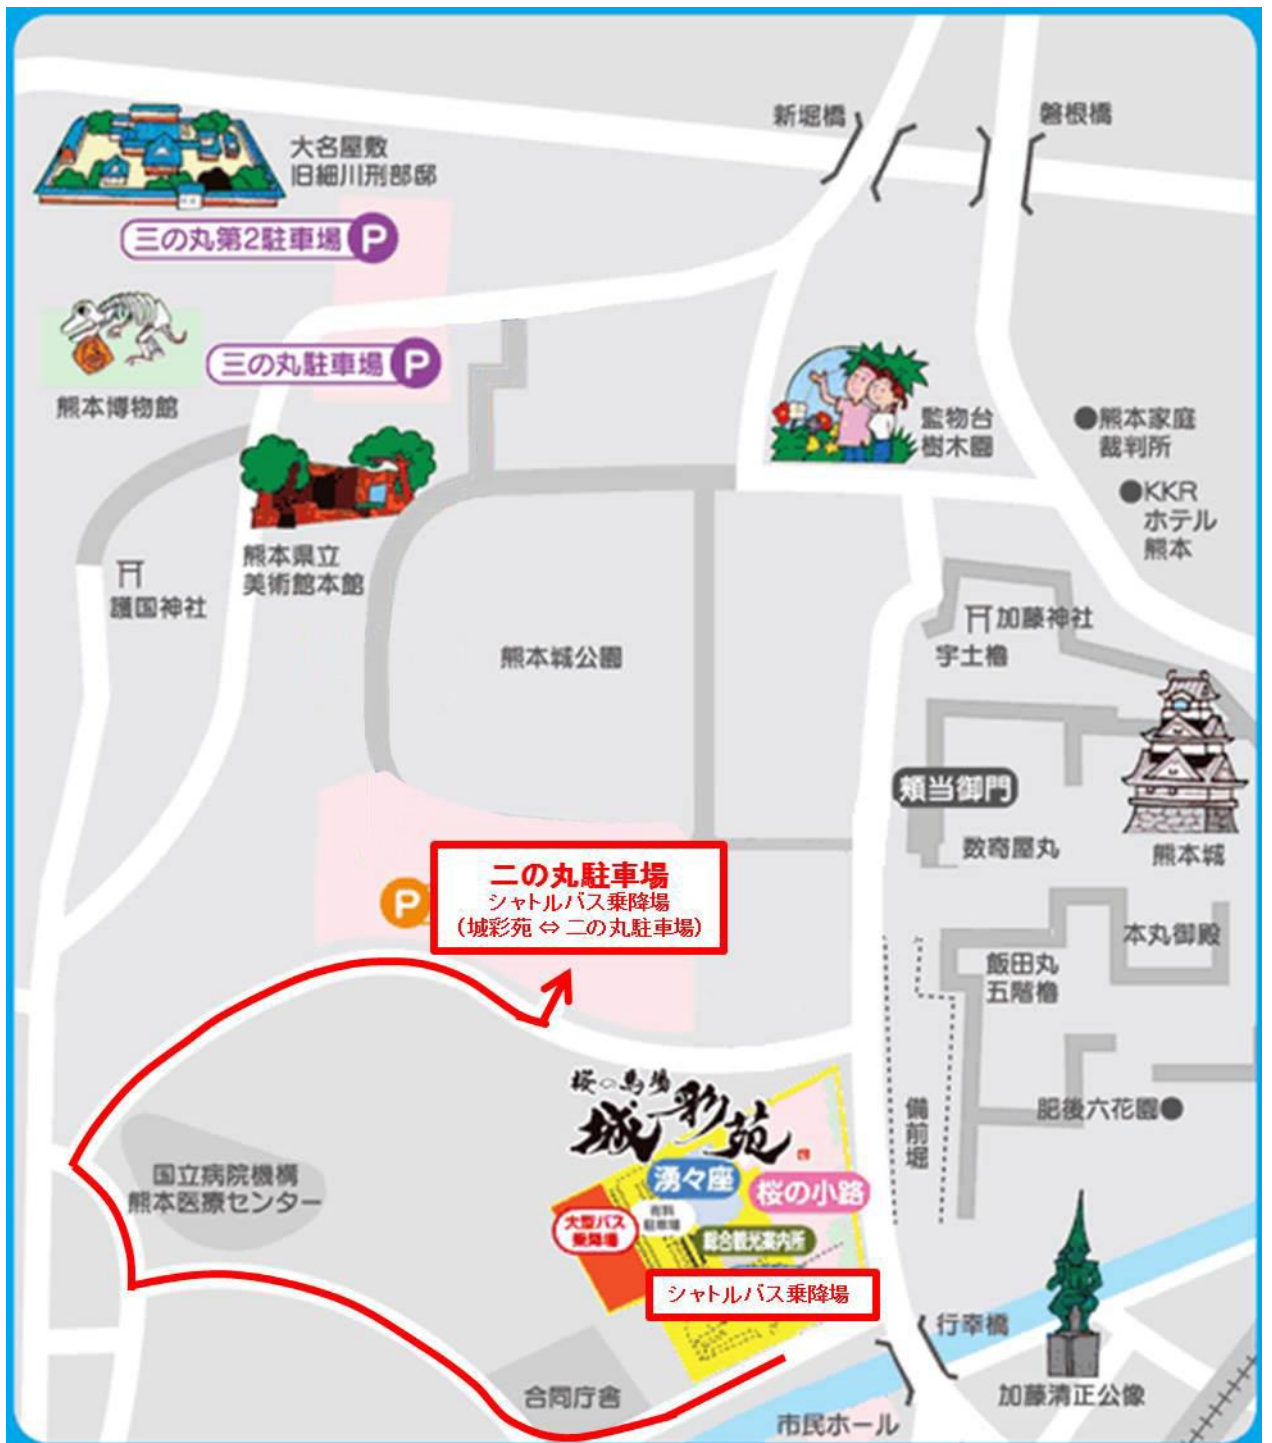 新堀橋
磐根橋
大名屋敷
旧細川刑部邸
三の丸第2駐車場 P
三の丸駐車場 P
熊本博物館
監物台
樹木園
●熊本家庭
裁判所
●KKR
ホテル
熊本
熊本県立
美術館本館
護国神社
加藤神社
宇土櫓
熊本城公園
頬当御門
数寄屋丸
熊本城
P
二の丸駐車場
シャトルバス乗降場
(城彩苑 ⇔ 二の丸駐車場)
本丸御殿
飯田丸
五階櫓
桜の馬場
城彩苑
備前堀
肥後六花園●
国立病院機構
熊本医療センター
湧々座
桜の小路
大型バス
乗降場
有料
駐車場
総合観光案内所
シャトルバス乗降場
行幸橋
合同庁舎
加藤清正公像
市民ホール